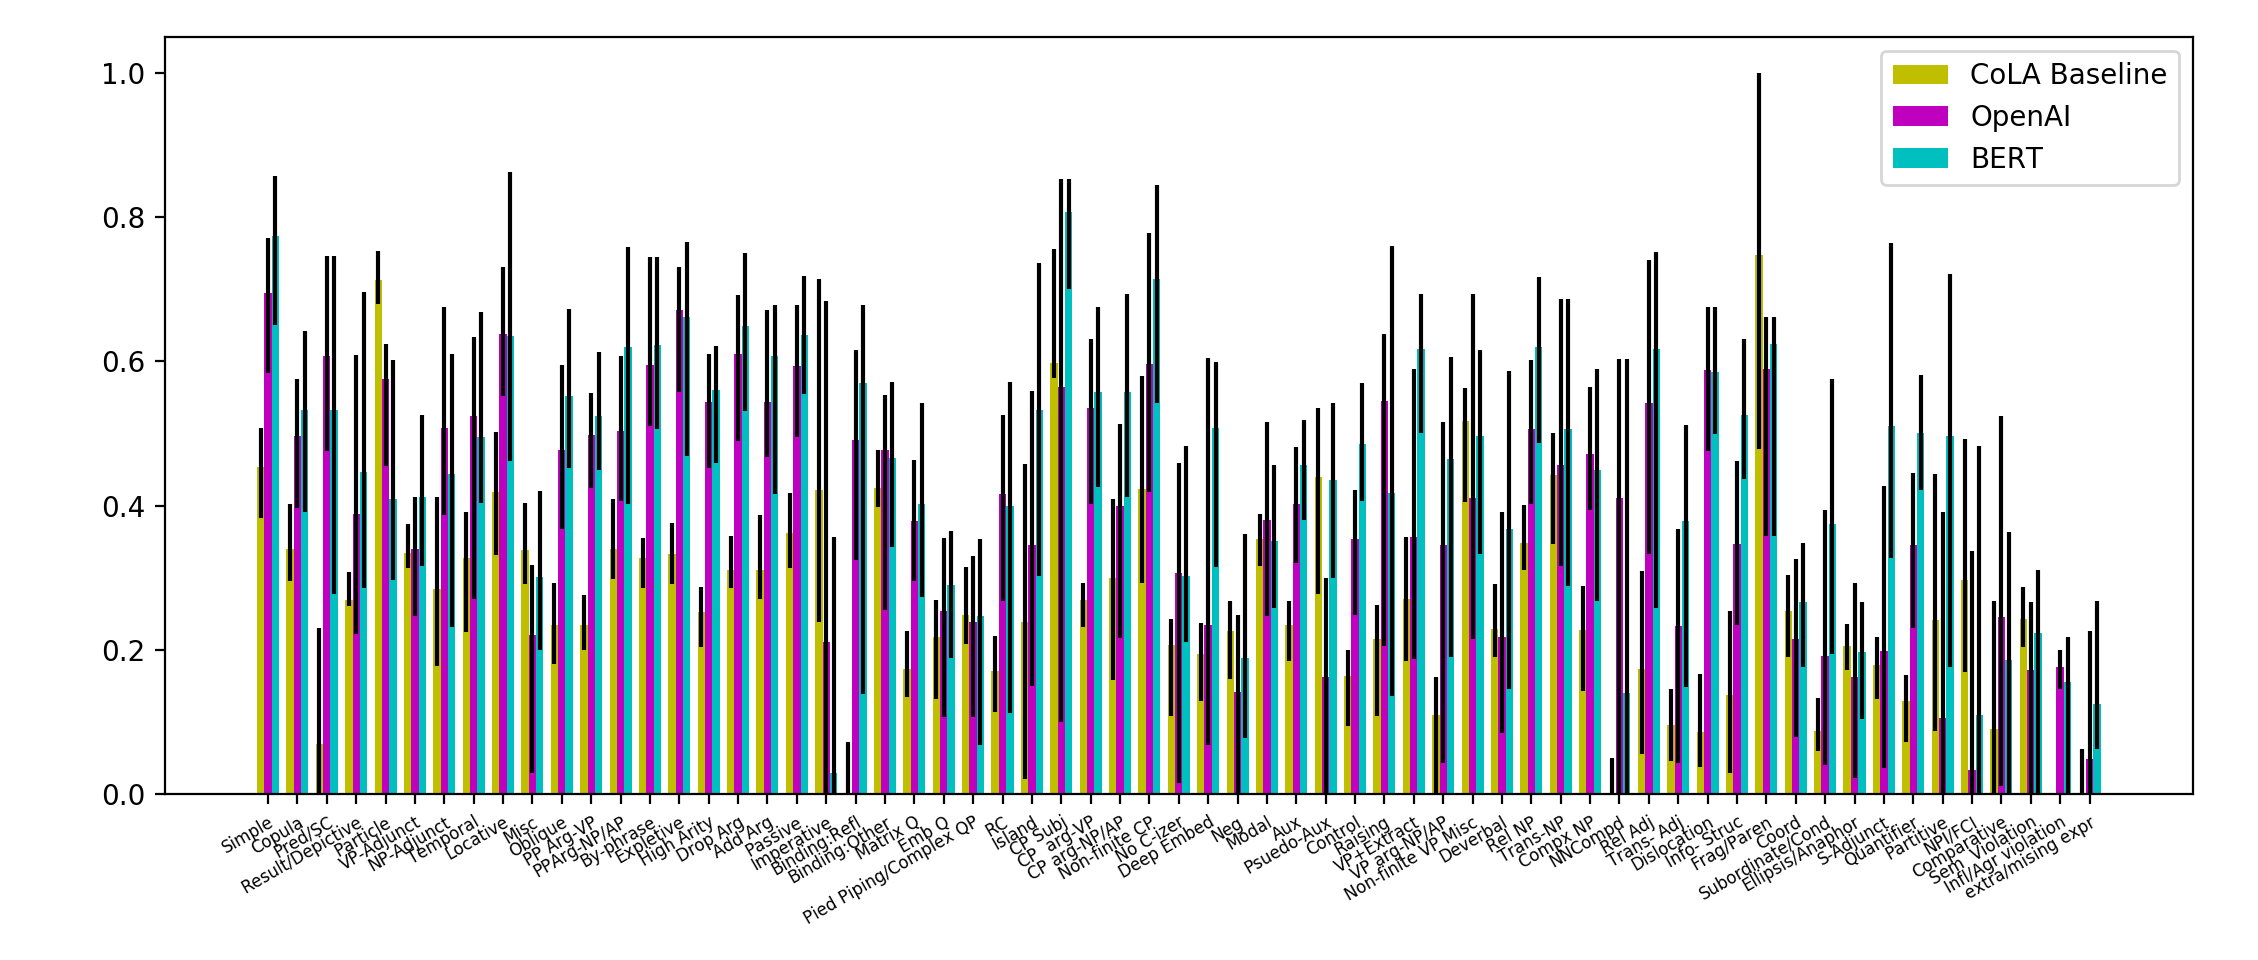 1.0
0.8
0.6
0.4
0.2
0.0
CoLA Baseline
OpenAI
BERT
Simple
Copula
Pred/SC
Result/Depictive
Particle
VP-Adjunct
NP-Adjunct
Temporal
Locative
Misc
Oblique
PP Arg-VP
PPArg-NP/AP
By-phrase
Expletive
High Arity
Drop Arg
Add Arg
Passive
Imperative
Binding:Refl
Binding:Other
Matrix Q
Emb Q
Pied Piping/Complex QP
RC
Island
CP Subj
CP arg-VP
CP arg-NP/AP
Non-finite CP
No C-izer
Deep Embed
Neg
Modal
Aux
Psuedo-Aux
Control
Raising
VP+Extract
VP arg-NP/AP
Non-finite VP Misc
Deverbal
Rel NP
Trans-NP
Compx NP
NNCompd
Rel Adj
Trans- Adj
Dislocation
Info- Struc
Frag/Paren
Coord
Subordinate/Cond
Ellipsis/Anaphor
S-Adjunct
Quantifier
Partitive
NPI/FCI
Comparative
Sem_Violation
Infl/Agr violation
extra/mising expr